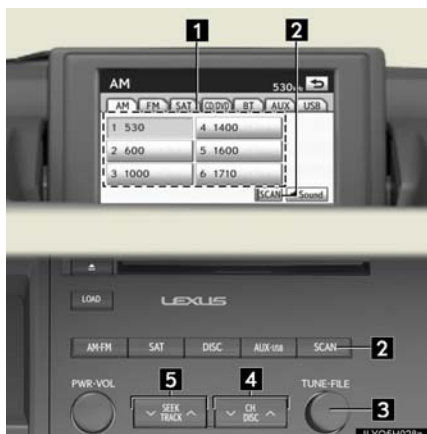 1 2
AM 530
AM FM SAT CD/DVD BT AUX USB
1 530 4 1400
2 600 5 1600
3 1000 6 1710
SCAN Sound
LOAD LEXUS
AM·FM SAT DISC AUX·USB SCAN 2
PWR·VOL 5 4 TUNE·FILE
SEEK TRACK CH DISC 3